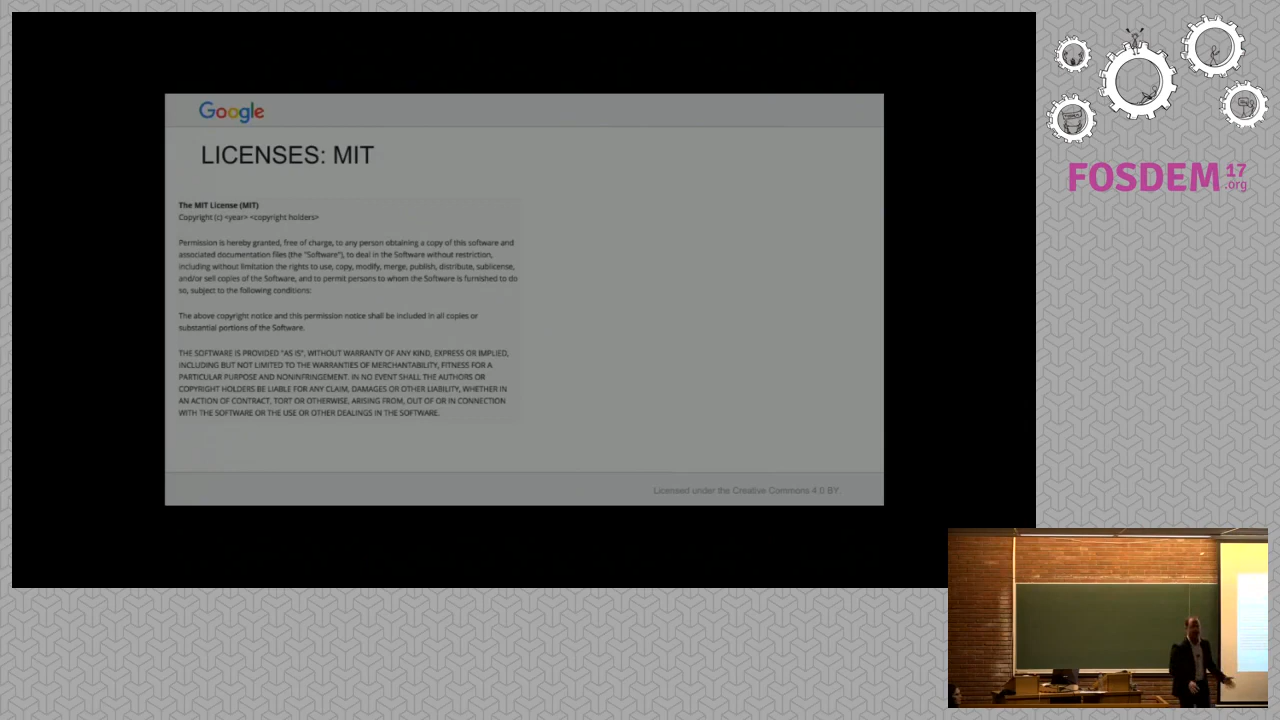 Google
LICENSES: MIT
The MIT License (MIT)
Copyright (c) <year> <copyright holders>
Permission is hereby granted, free of charge, to any person obtaining a copy of this software and
associated documentation files (the "Software"), to deal in the Software without restriction,
including without limitation the rights to use, copy, modify, merge, publish, distribute, sublicense,
and/or sell copies of the Software, and to permit persons to whom the Software is furnished to do
so, subject to the following conditions:
The above copyright notice and this permission notice shall be included in all copies or
substantial portions of the Software.
THE SOFTWARE IS PROVIDED "AS IS", WITHOUT WARRANTY OF ANY KIND, EXPRESS OR IMPLIED,
INCLUDING BUT NOT LIMITED TO THE WARRANTIES OF MERCHANTABILITY, FITNESS FOR A
PARTICULAR PURPOSE AND NONINFRINGEMENT. IN NO EVENT SHALL THE AUTHORS OR
COPYRIGHT HOLDERS BE LIABLE FOR ANY CLAIM, DAMAGES OR OTHER LIABILITY, WHETHER IN
AN ACTION OF CONTRACT, TORT OR OTHERWISE, ARISING FROM, OUT OF OR IN CONNECTION
WITH THE SOFTWARE OR THE USE OR OTHER DEALINGS IN THE SOFTWARE.
Licensed under the Creative Commons 4.0 BY
FOSDEM 17
.org